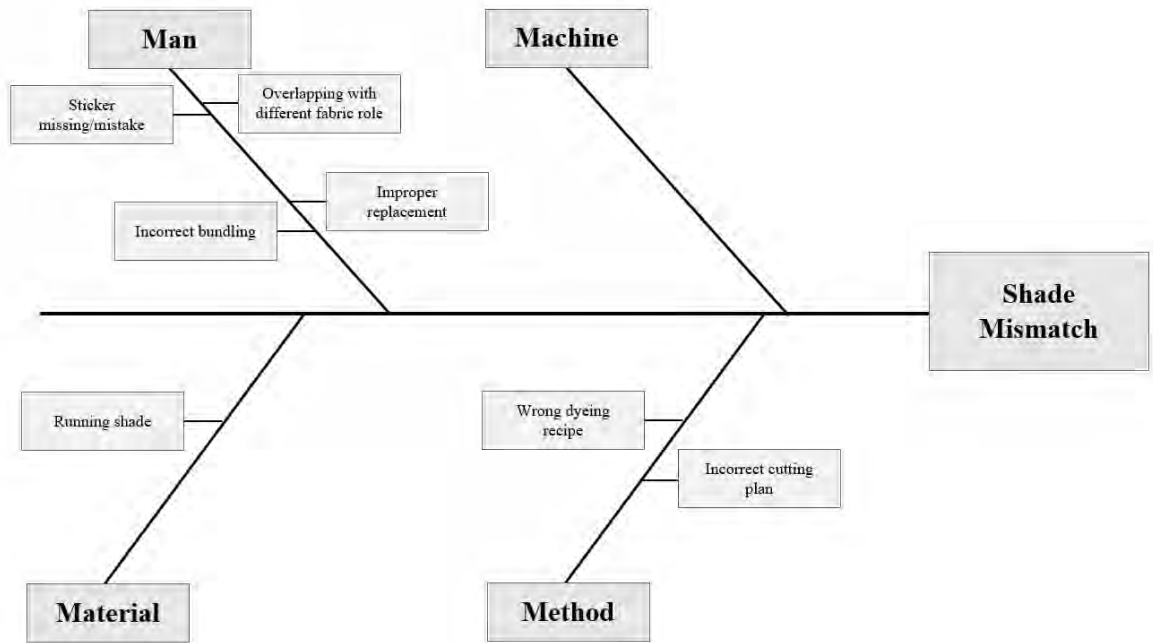 Man
Machine
Overlapping with
different fabric role
Sticker
missing/mistake
Improper
replacement
Incorrect bundling
Shade
Mismatch
Running shade
Wrong dyeing
recipe
Incorrect cutting
plan
Material
Method